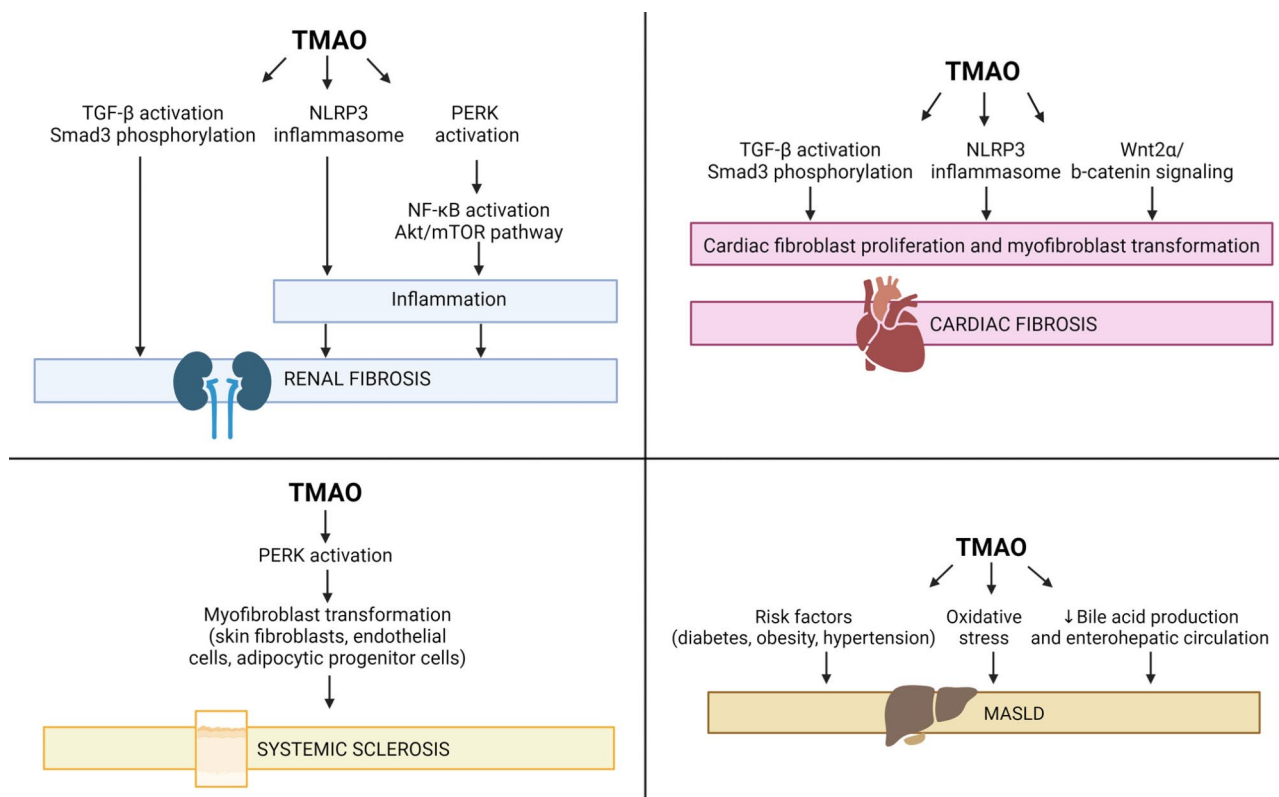 TMAO
TGF-β activation
Smad3 phosphorylation
NLRP3
inflammasome
PERK
activation
NF-κB activation
Akt/mTOR pathway
Inflammation
RENAL FIBROSIS
TMAO
TGF-β activation
Smad3 phosphorylation
NLRP3
inflammasome
Wnt2α/
b-catenin signaling
Cardiac fibroblast proliferation and myofibroblast transformation
CARDIAC FIBROSIS
TMAO
PERK activation
Myofibroblast transformation
(skin fibroblasts, endothelial
cells, adipocytic progenitor cells)
SYSTEMIC SCLEROSIS
TMAO
Risk factors
(diabetes, obesity, hypertension)
Oxidative
stress
↓Bile acid production
and enterohepatic circulation
MASLD